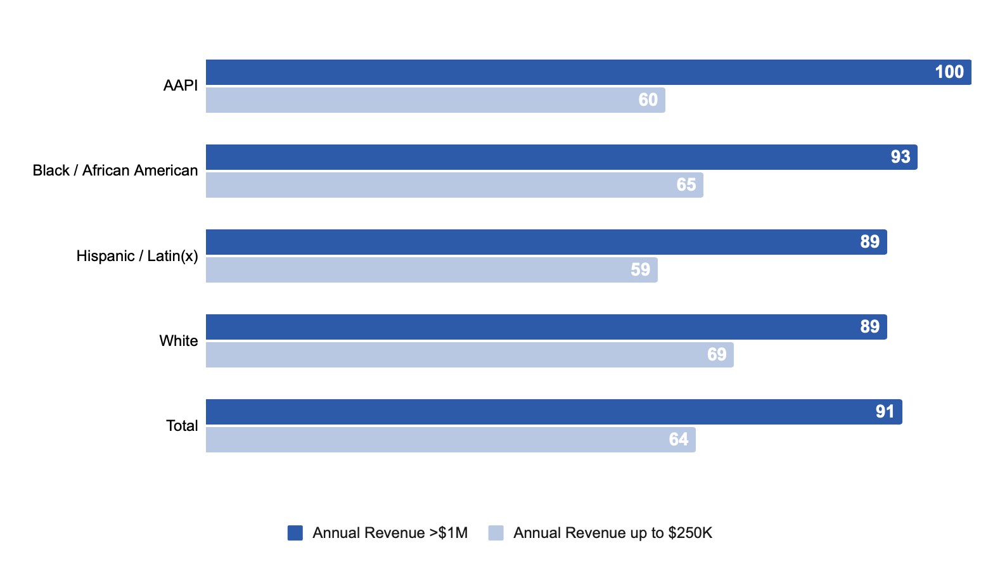 AAPI
100
60
Black / African American
93
65
Hispanic / Latin(x)
89
59
White
89
69
Total
91
64
Annual Revenue >$1M
Annual Revenue up to $250K